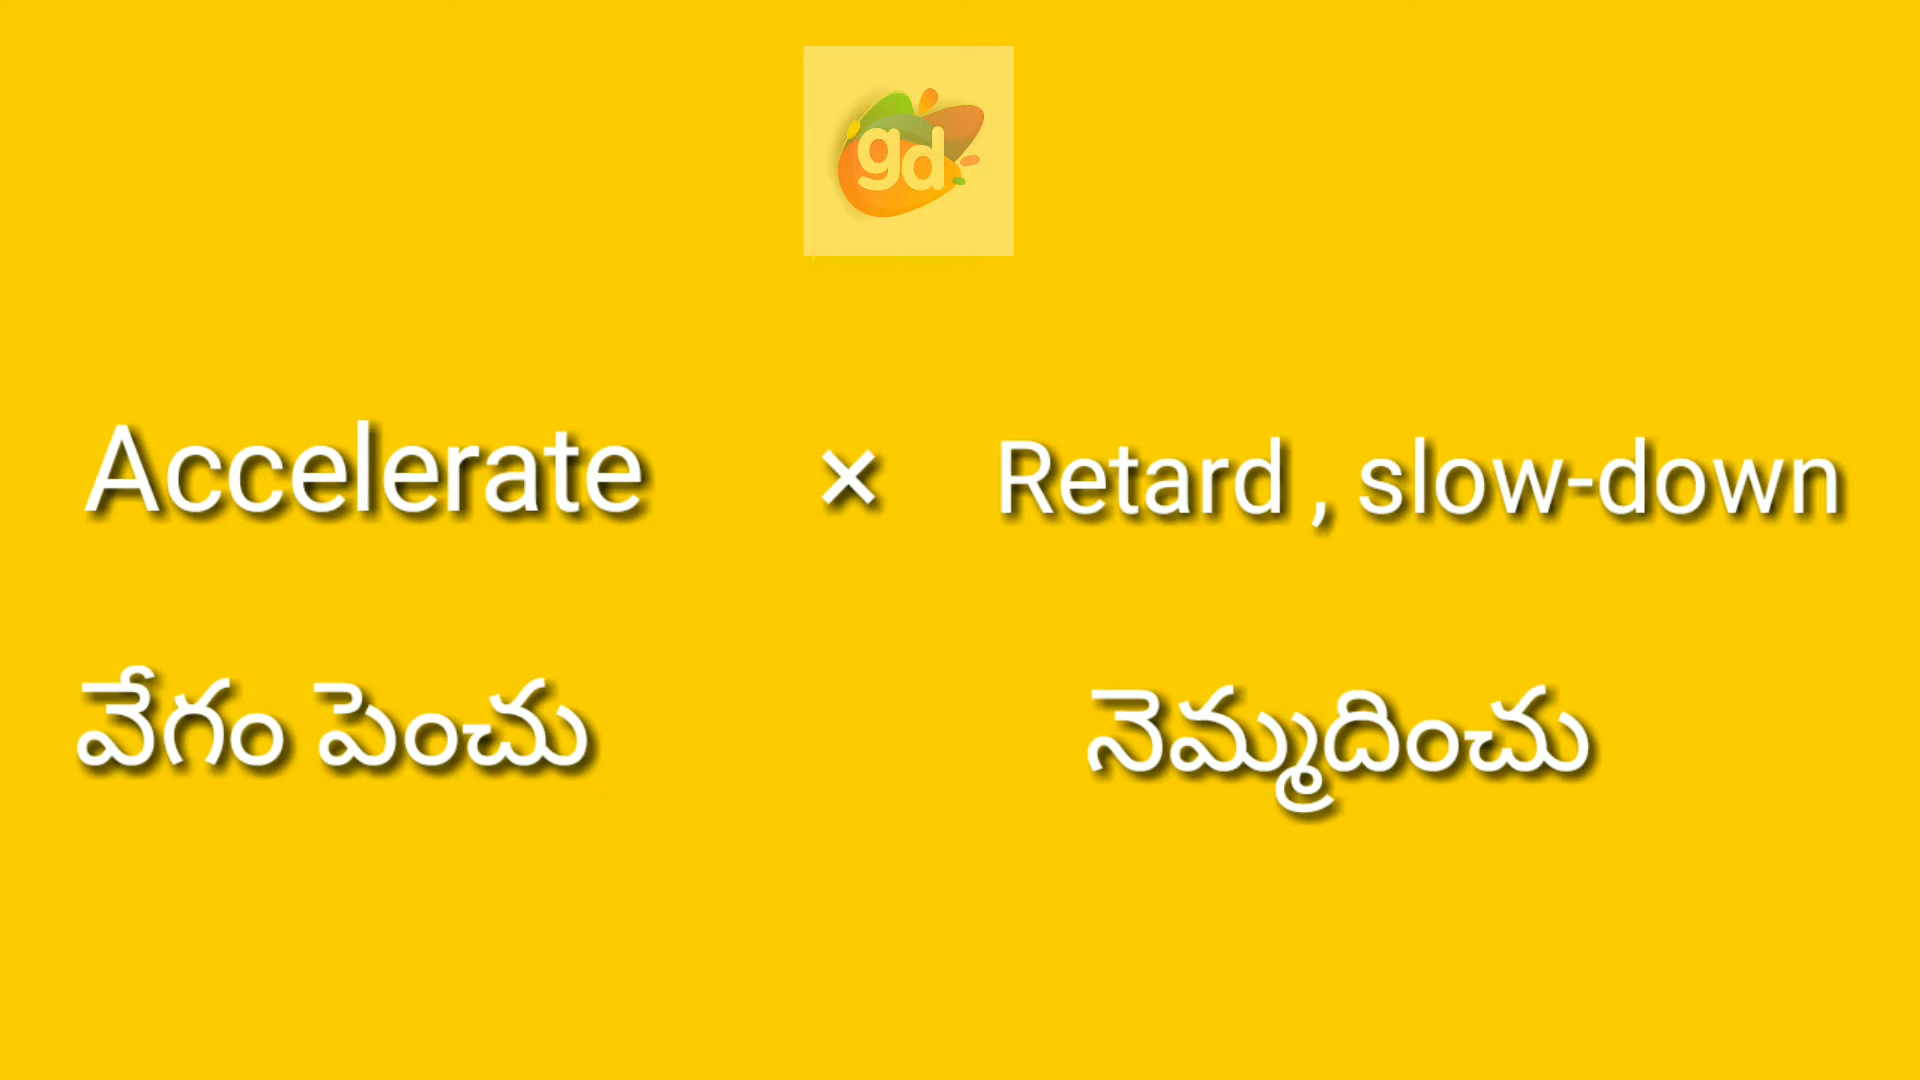 gd
Accelerate × Retard , slow-down
వేగం పెంచు నెమ్మదించు